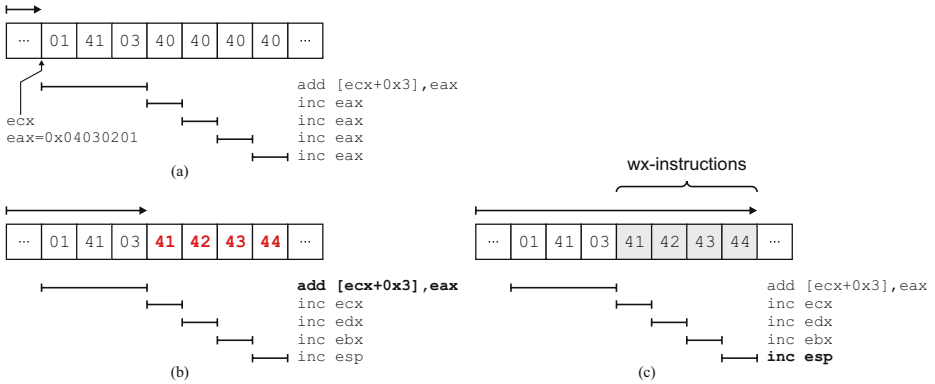 ... 01 41 03 40 40 40 40 ...
add [ecx+0x3],eax
inc eax
ecx inc eax
eax=0x04030201 inc eax
inc eax
(a)
wx-instructions
... 01 41 03 41 42 43 44 ...
add [ecx+0x3],eax
inc ecx
inc edx
inc ebx
inc esp
(b)
... 01 41 03 41 42 43 44 ...
add [ecx+0x3],eax
inc ecx
inc edx
inc ebx
inc esp
(c)